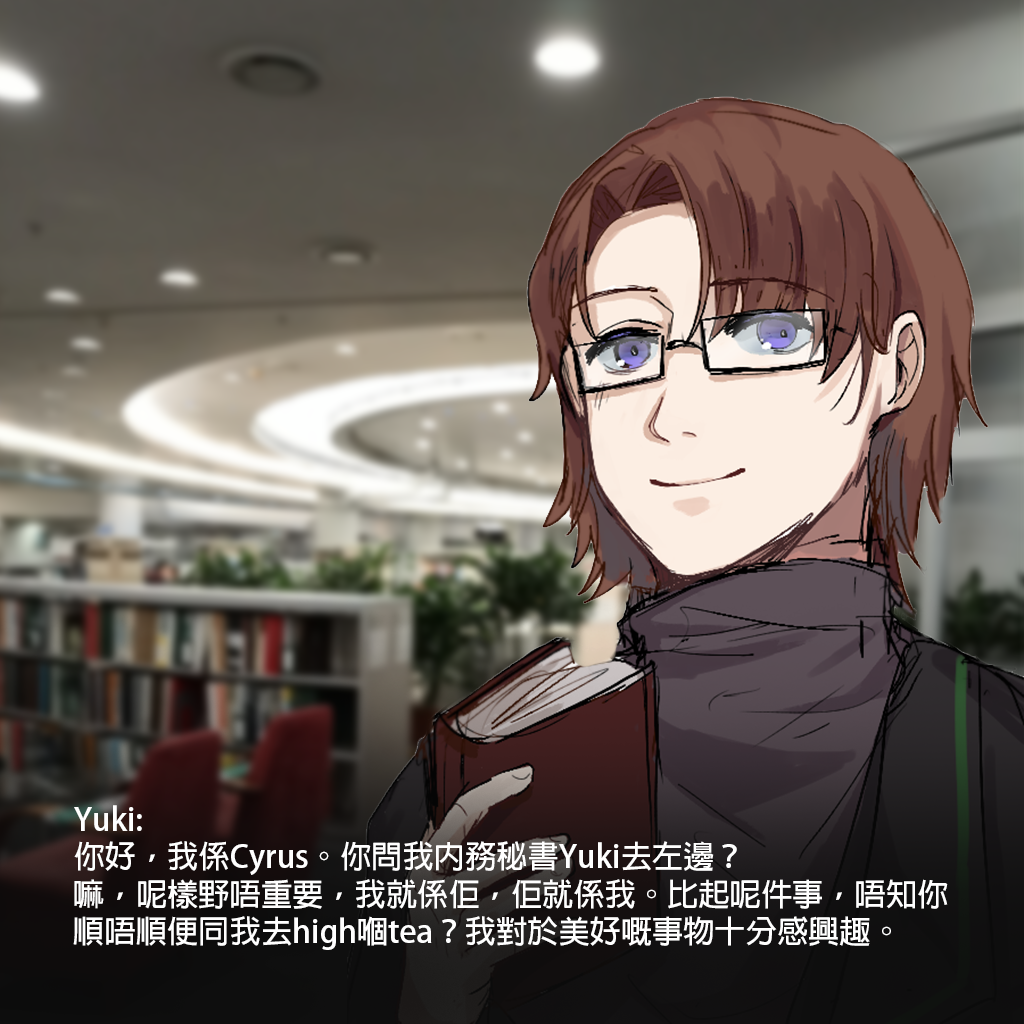 Yuki:
你好，我係Cyrus。你問我內務秘書Yuki去左邊？
嘛，呢樣野唔重要，我就係佢，佢就係我。比起呢件事，唔知你
順唔順便同我去high嗰tea？我對於美好嘅事物十分感興趣。